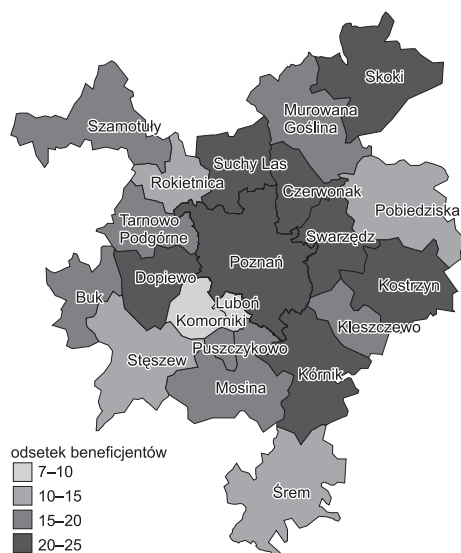 Skoki
Murowana
Goślina
Szamotuły
Suchy Las
Rokietnica
Czerwonak
Pobiedziska
Tarnowo
Podgórne
Swarzędz
Poznań
Dopiewo
Kostrzyn
Buk
Luboń
Komorniki
Kleszczewo
Puszczykowo
Stęszew
Kórnik
Mosina
Śrem
odsetek beneficjentów
7–10
10–15
15–20
20–25